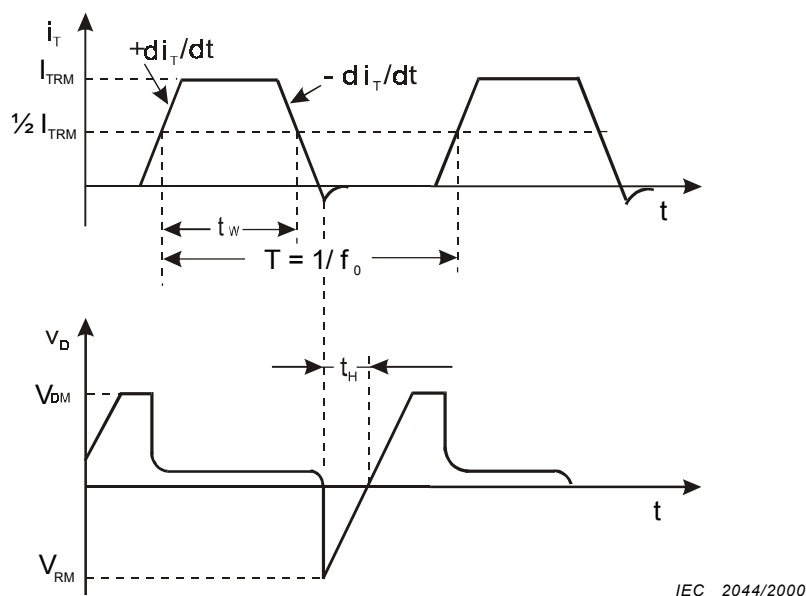 i_T
+di_T/dt
I_TRM
- di_T/dt
½ I_TRM
t
t_W
T = 1/f_0
V_D
t_H
V_DM
t
V_RM
IEC 2044/2000